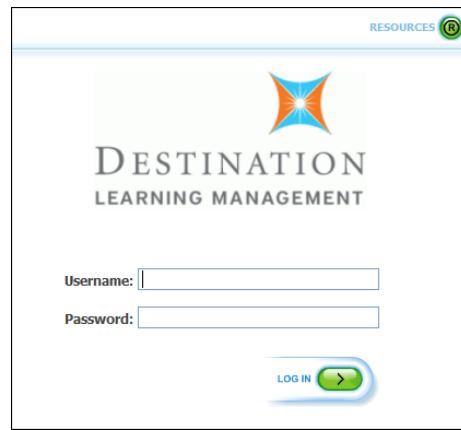 RESOURCES R
DESTINATION
LEARNING MANAGEMENT
Username:
Password:
LOG IN >